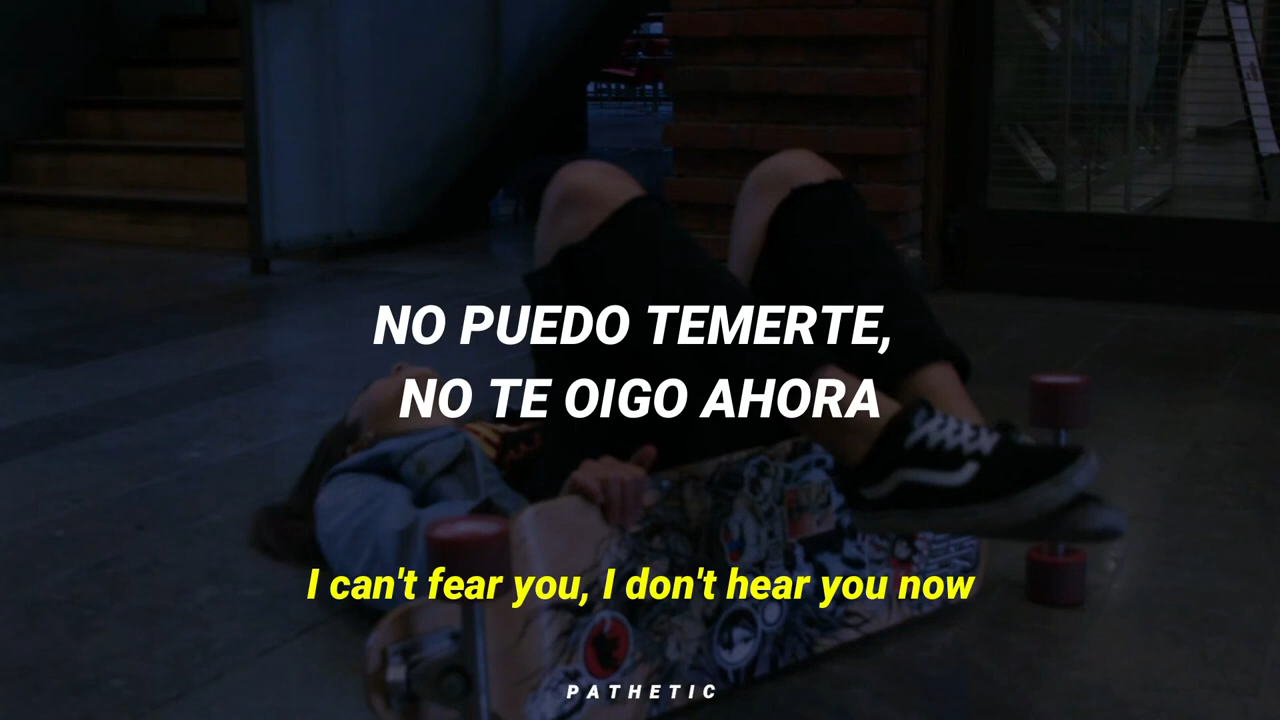 NO PUEDO TEMERTE,
NO TE OIGO AHORA
I can't fear you, I don't hear you now
PATHETIC